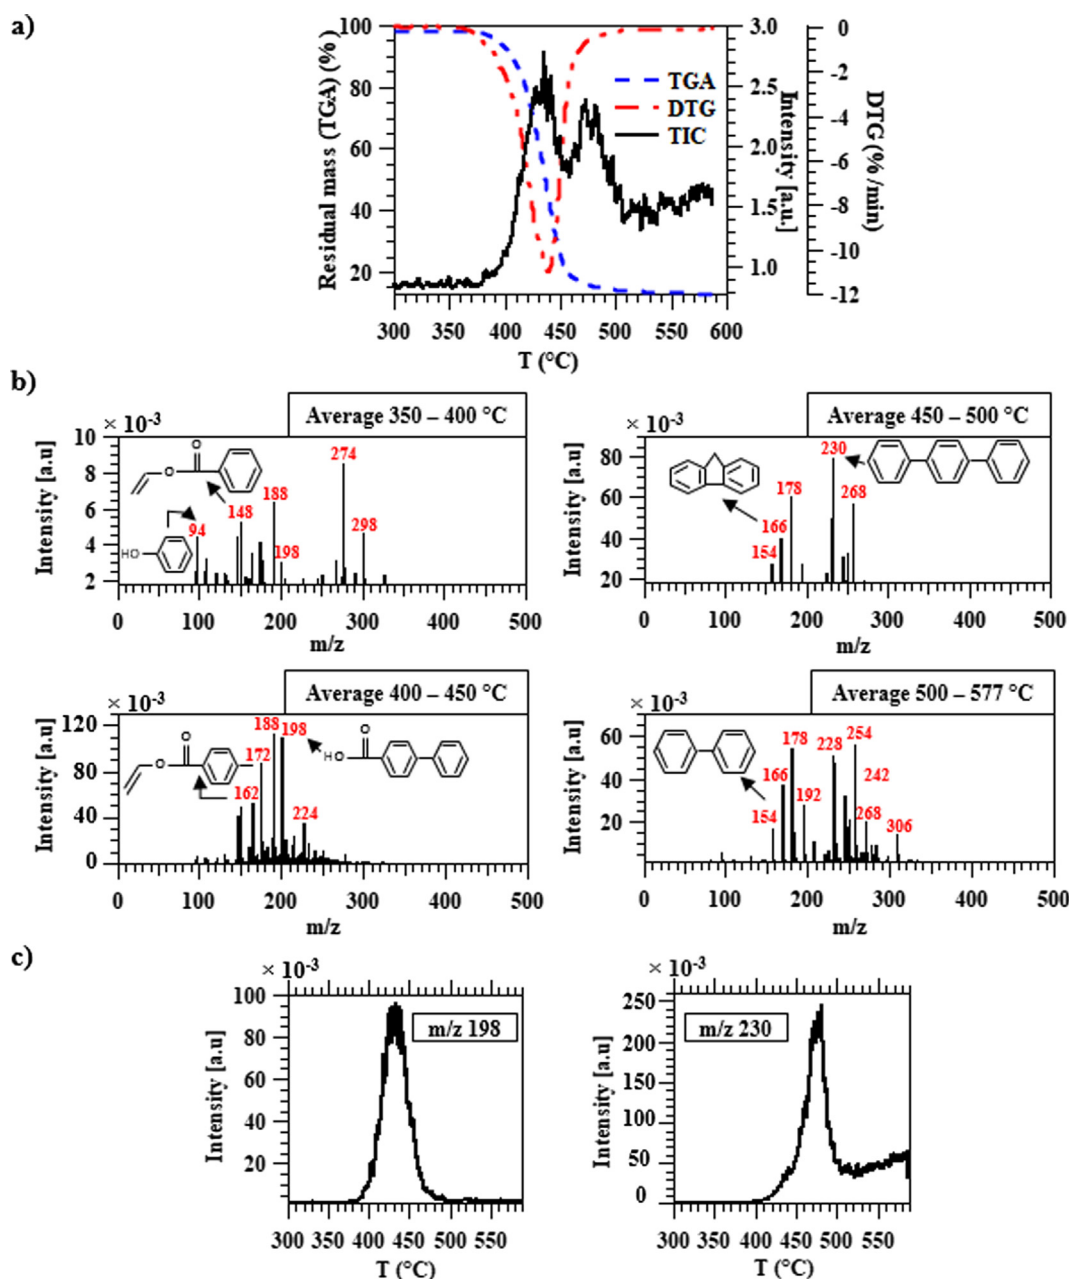 a)
100
80
60
40
20
Residual mass (TGA) (%)
TGA
DTG
TIC
3.0
2.5
2.0
1.5
1.0
Intensity [a.u.]
0
-2
-4
-6
-8
-10
-12
DTG (%/min)
300 350 400 450 500 550 600
T (°C)
b)
× 10⁻³
Average 350 – 400 °C
10
8
6
4
2
Intensity [a.u]
O
O
HO
94
148
188
198
274
298
0 100 200 300 400 500
m/z
Average 450 – 500 °C
× 10⁻³
80
60
40
20
Intensity [a.u]
154
166
178
230
268
0 100 200 300 400 500
m/z
× 10⁻³
Average 400 – 450 °C
120
80
40
0
Intensity [a.u]
O
O
O
HO
162
172
188
198
224
0 100 200 300 400 500
m/z
× 10⁻³
Average 500 – 577 °C
60
40
20
0
Intensity [a.u]
154
166
178
192
228
254
242
268
306
0 100 200 300 400 500
m/z
c)
× 10⁻³
100
80
60
40
20
Intensity [a.u]
m/z 198
300 350 400 450 500 550
T (°C)
× 10⁻³
250
200
150
100
50
0
Intensity [a.u]
m/z 230
300 350 400 450 500 550
T (°C)